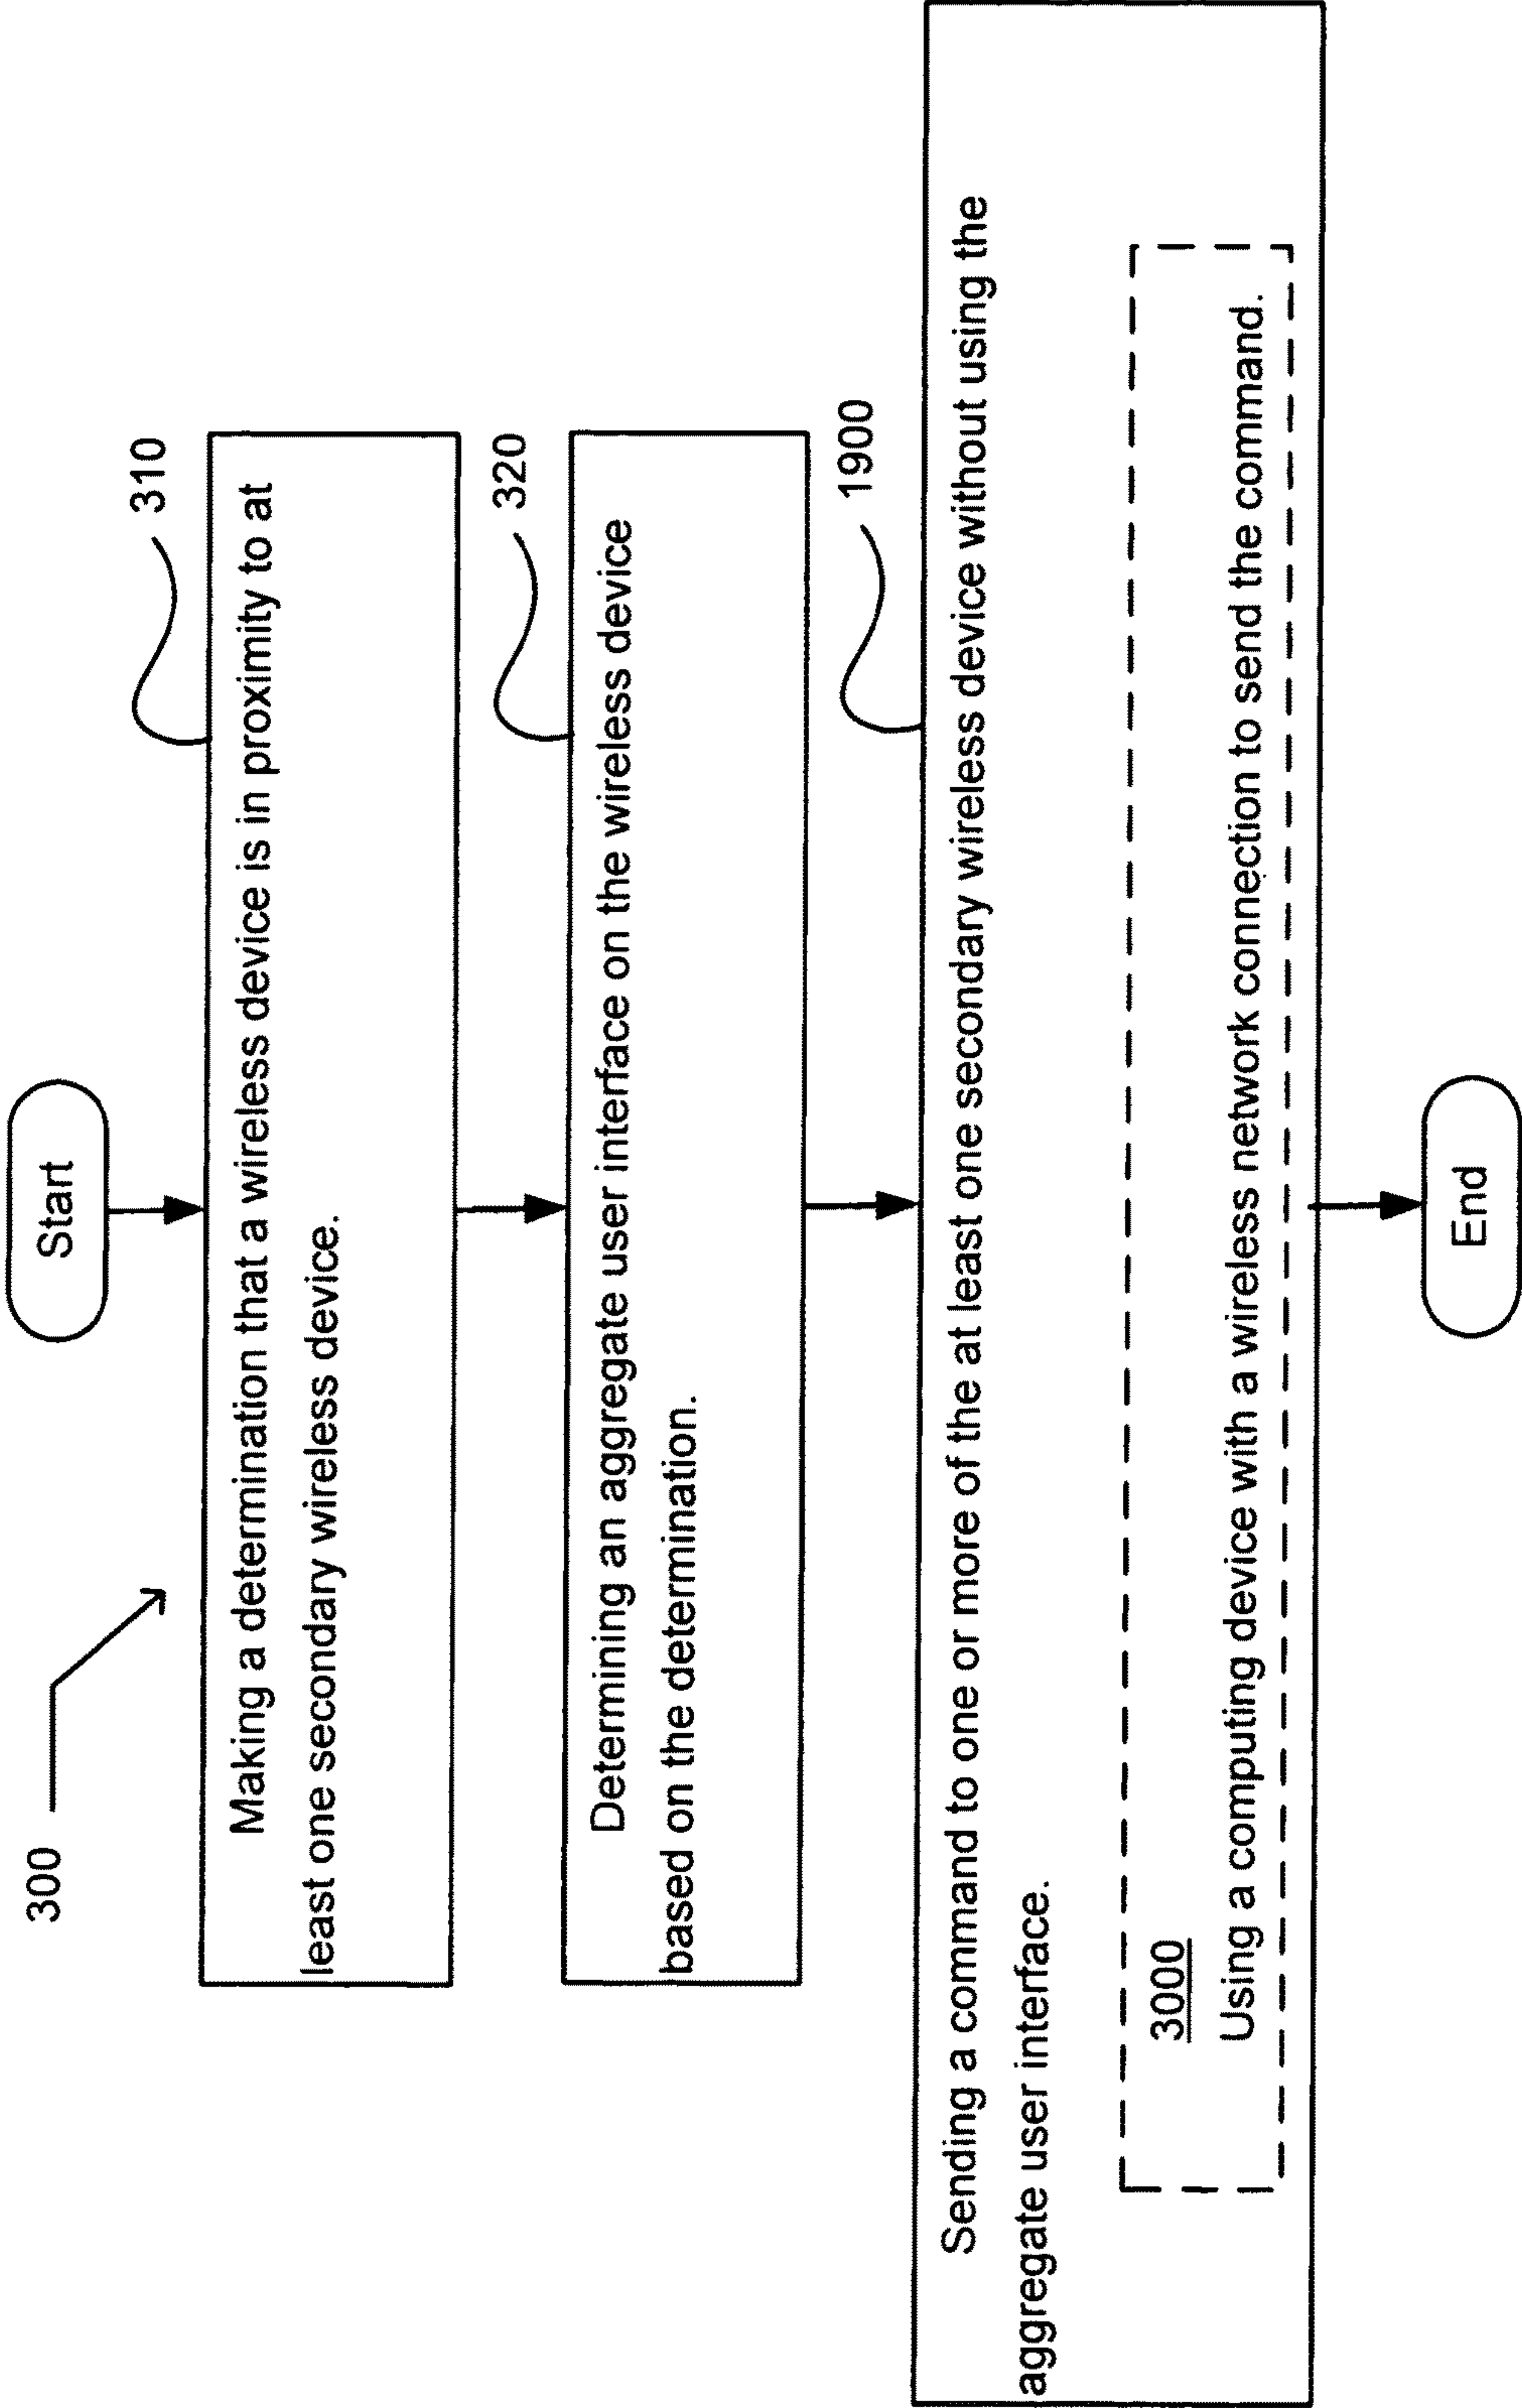 300
Start
310
Making a determination that a wireless device is in proximity to at
least one secondary wireless device.
320
Determining an aggregate user interface on the wireless device
based on the determination.
1900
Sending a command to one or more of the at least one secondary wireless device without using the
aggregate user interface.
3000
Using a computing device with a wireless network connection to send the command.
End